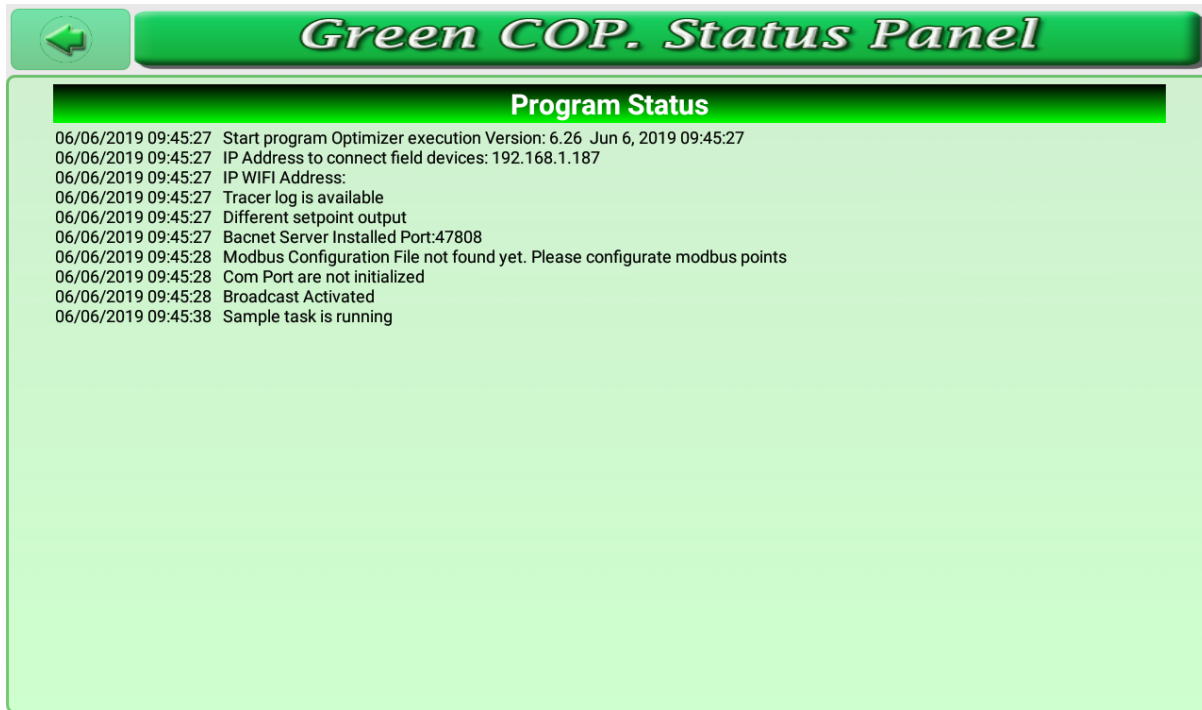 Green COP. Status Panel
Program Status
06/06/2019 09:45:27 Start program Optimizer execution Version: 6.26 Jun 6, 2019 09:45:27
06/06/2019 09:45:27 IP Address to connect field devices: 192.168.1.187
06/06/2019 09:45:27 IP WIFI Address:
06/06/2019 09:45:27 Tracer log is available
06/06/2019 09:45:27 Different setpoint output
06/06/2019 09:45:27 Bacnet Server Installed Port:47808
06/06/2019 09:45:28 Modbus Configuration File not found yet. Please configurate modbus points
06/06/2019 09:45:28 Com Port are not initialized
06/06/2019 09:45:28 Broadcast Activated
06/06/2019 09:45:38 Sample task is running